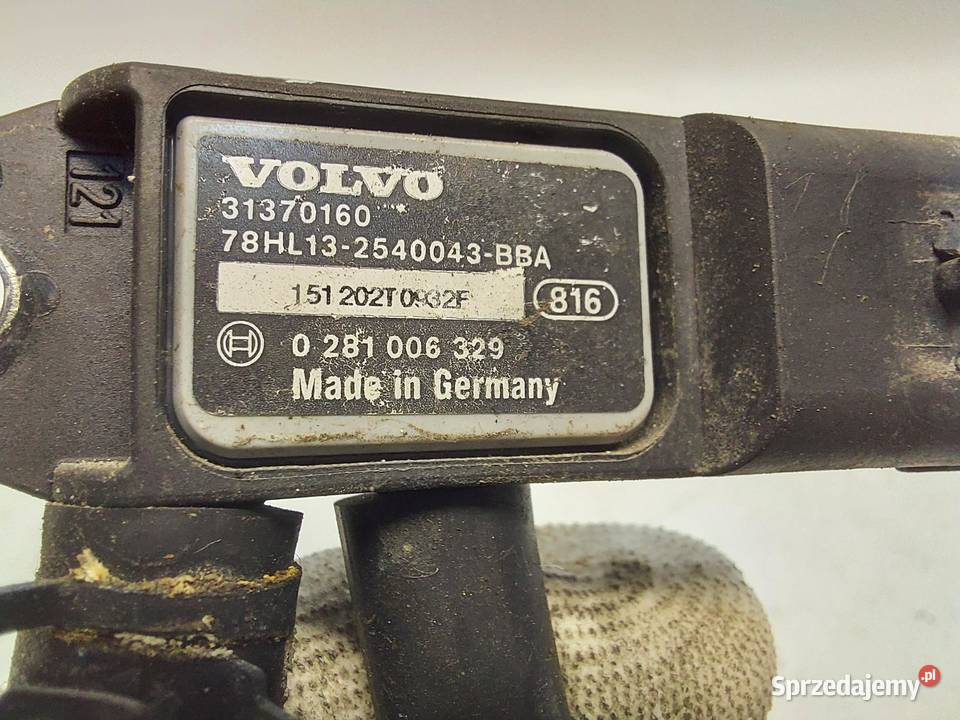 121
VOLVO
31370160
78HL13-2540043-BBA
151202T0932F
816
0 281 006 329
Made in Germany
Sprzedajemy.pl